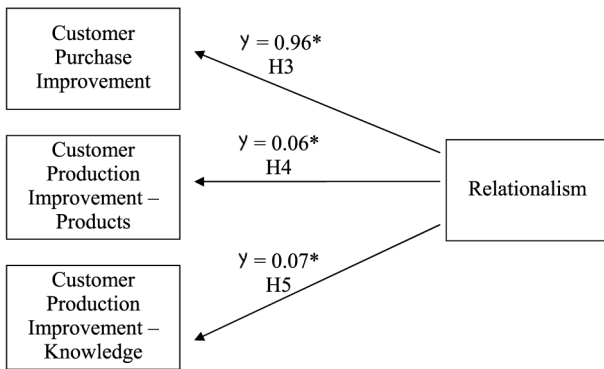 Customer
Purchase
Improvement
y = 0.96*
H3
Customer
Production
Improvement –
Products
y = 0.06*
H4
Relationalism
Customer
Production
Improvement –
Knowledge
y = 0.07*
H5